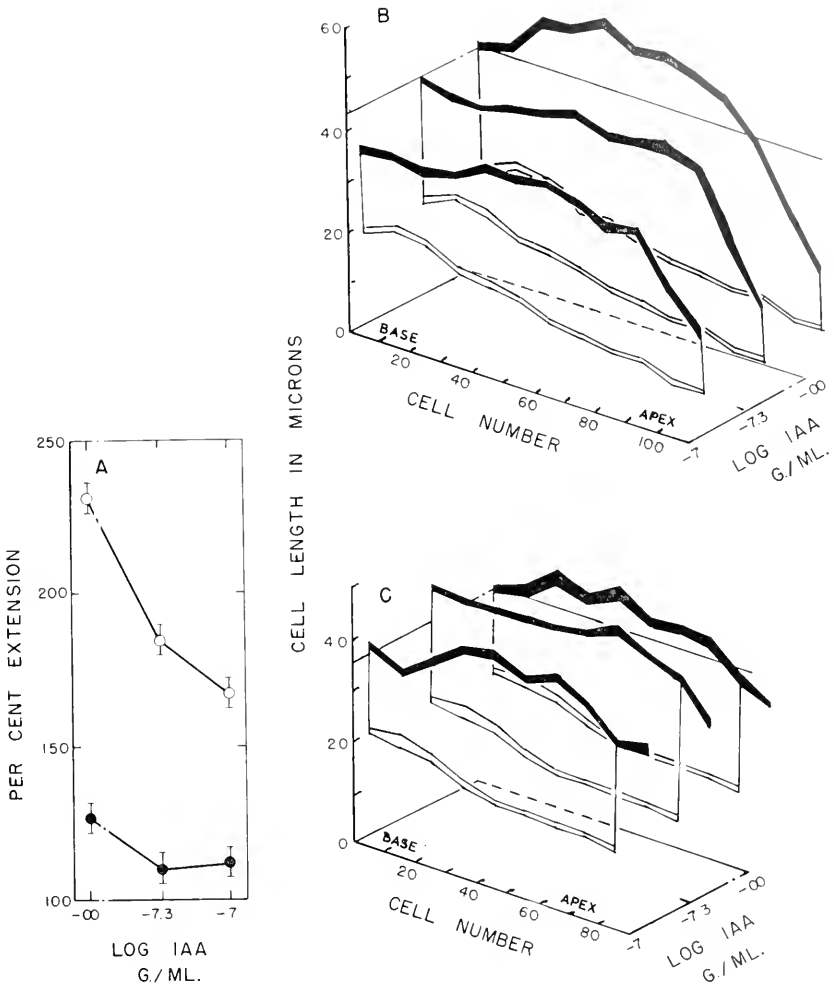 B
60
40
20
0
BASE
20
40
60
80
APEX
100
CELL NUMBER
-7
-7.3
-∞
LOG IAA
G./ML.
CELL LENGTH IN MICRONS
A
250
200
150
100
PER CENT EXTENSION
-∞
-7.3
-7
LOG IAA
G./ML.
C
40
20
0
BASE
20
40
60
APEX
80
CELL NUMBER
-7
-7.3
-∞
LOG IAA
G./ML.